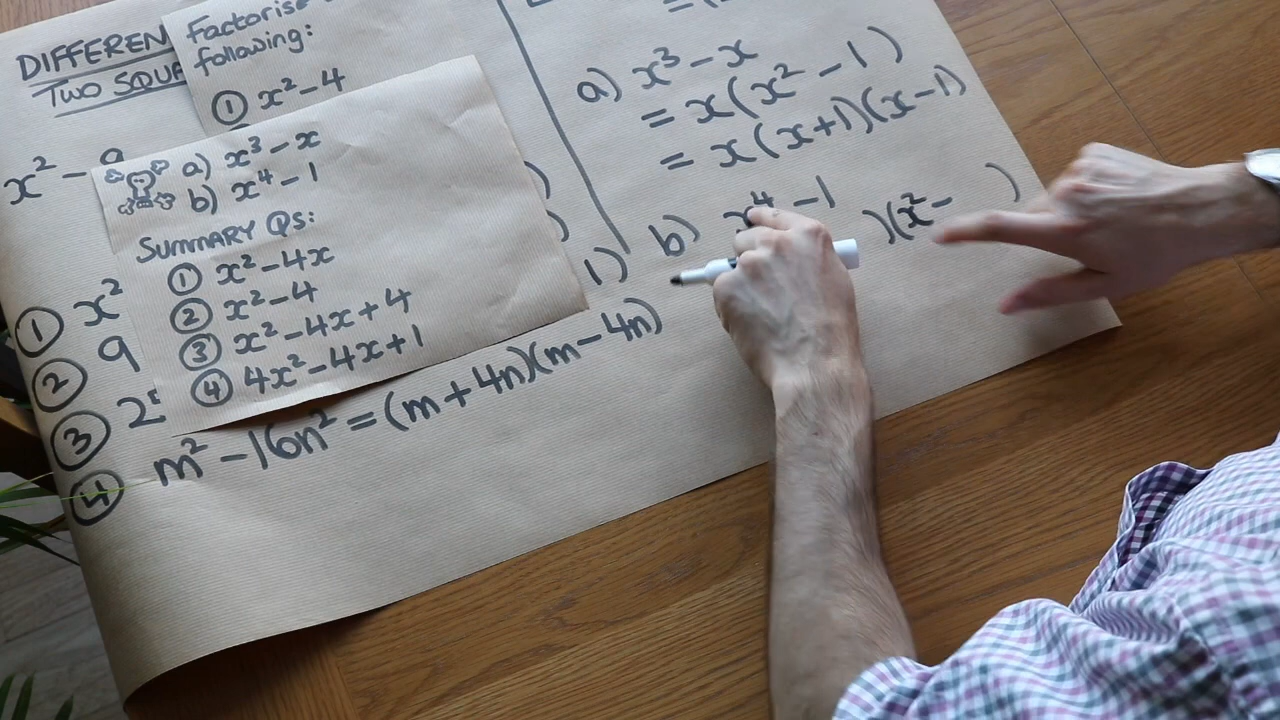 DIFFEREN
TWO SQUA
x² –
Factorise
following:
① x² – 4
a) x³ – x
b) x⁴ – 1
SUMMARY QS:
① x² – 4x
② x² – 4
③ x² – 4x + 4
④ 4x² – 4x + 1
① x²
② 9
③ 2
④ m² – 16n² = (m + 4n)(m – 4n)
)
)
1)
a) x³ – x
= x(x² – 1)
= x(x+1)(x–1)
b) x⁴ – 1
)(x² – )